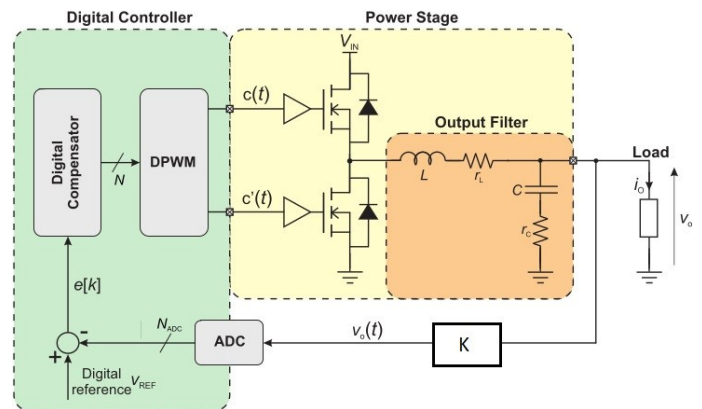 Digital Controller
Power Stage
V_IN
c(t)
Output Filter
Digital
Compensator
N
DPWM
L
r_L
C
r_C
c'(t)
Load
i_O
v_o
e[k]
N_ADC
ADC
v_o(t)
K
-
+
Digital
reference V_REF